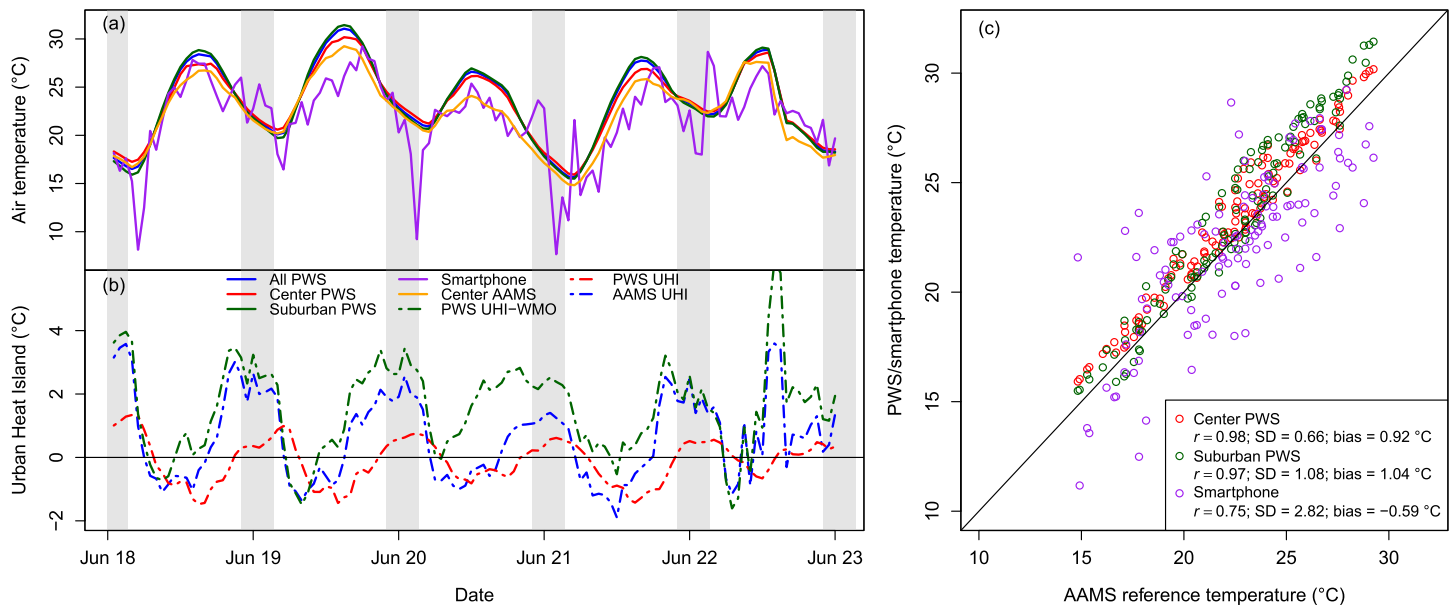 (a)
30
25
20
15
10
Air temperature (°C)
(b)
All PWS
Center PWS
Suburban PWS
Smartphone
Center AAMS
PWS UHI−WMO
PWS UHI
AAMS UHI
4
2
0
−2
Urban Heat Island (°C)
Jun 18
Jun 19
Jun 20
Jun 21
Jun 22
Jun 23
Date
(c)
30
25
20
15
10
PWS/smartphone temperature (°C)
Center PWS
r = 0.98; SD = 0.66; bias = 0.92 °C
Suburban PWS
r = 0.97; SD = 1.08; bias = 1.04 °C
Smartphone
r = 0.75; SD = 2.82; bias = −0.59 °C
10
15
20
25
30
AAMS reference temperature (°C)